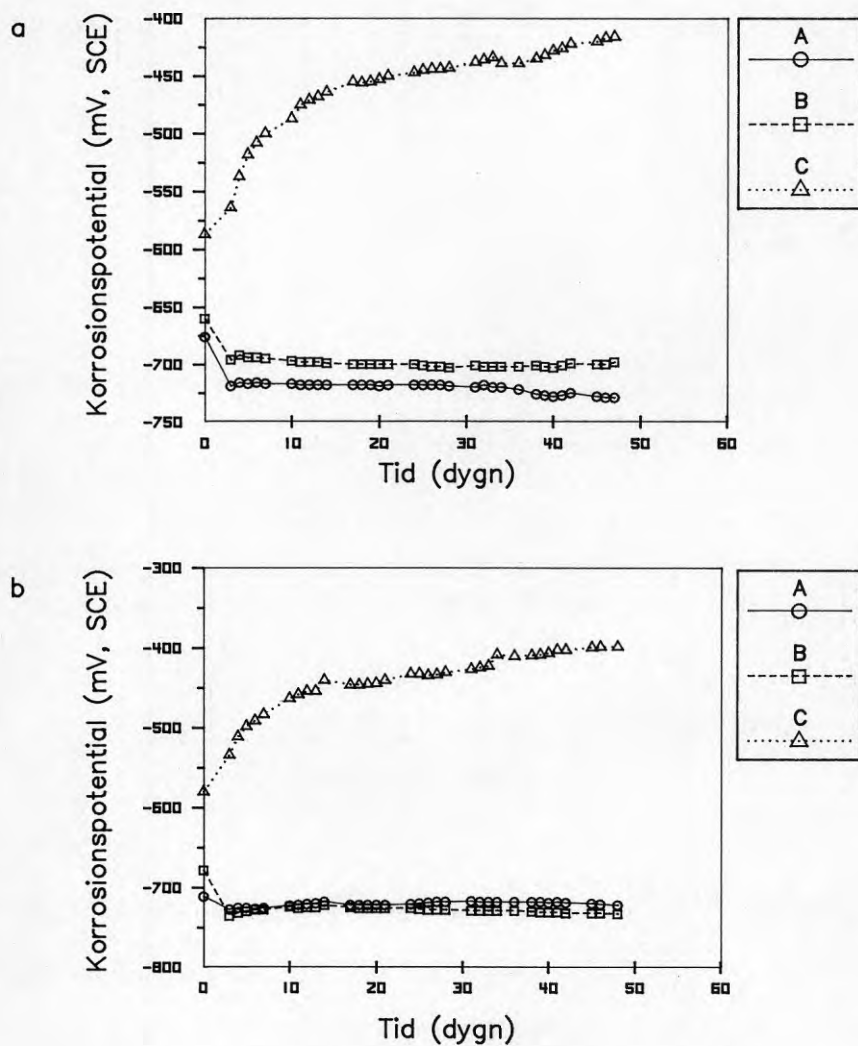 a
Korrosionspotential (mV, SCE)
-400
-450
-500
-550
-600
-650
-700
-750
0 10 20 30 40 50 60
Tid (dygn)
A
B
C
b
Korrosionspotential (mV, SCE)
-300
-400
-500
-600
-700
-800
0 10 20 30 40 50 60
Tid (dygn)
A
B
C